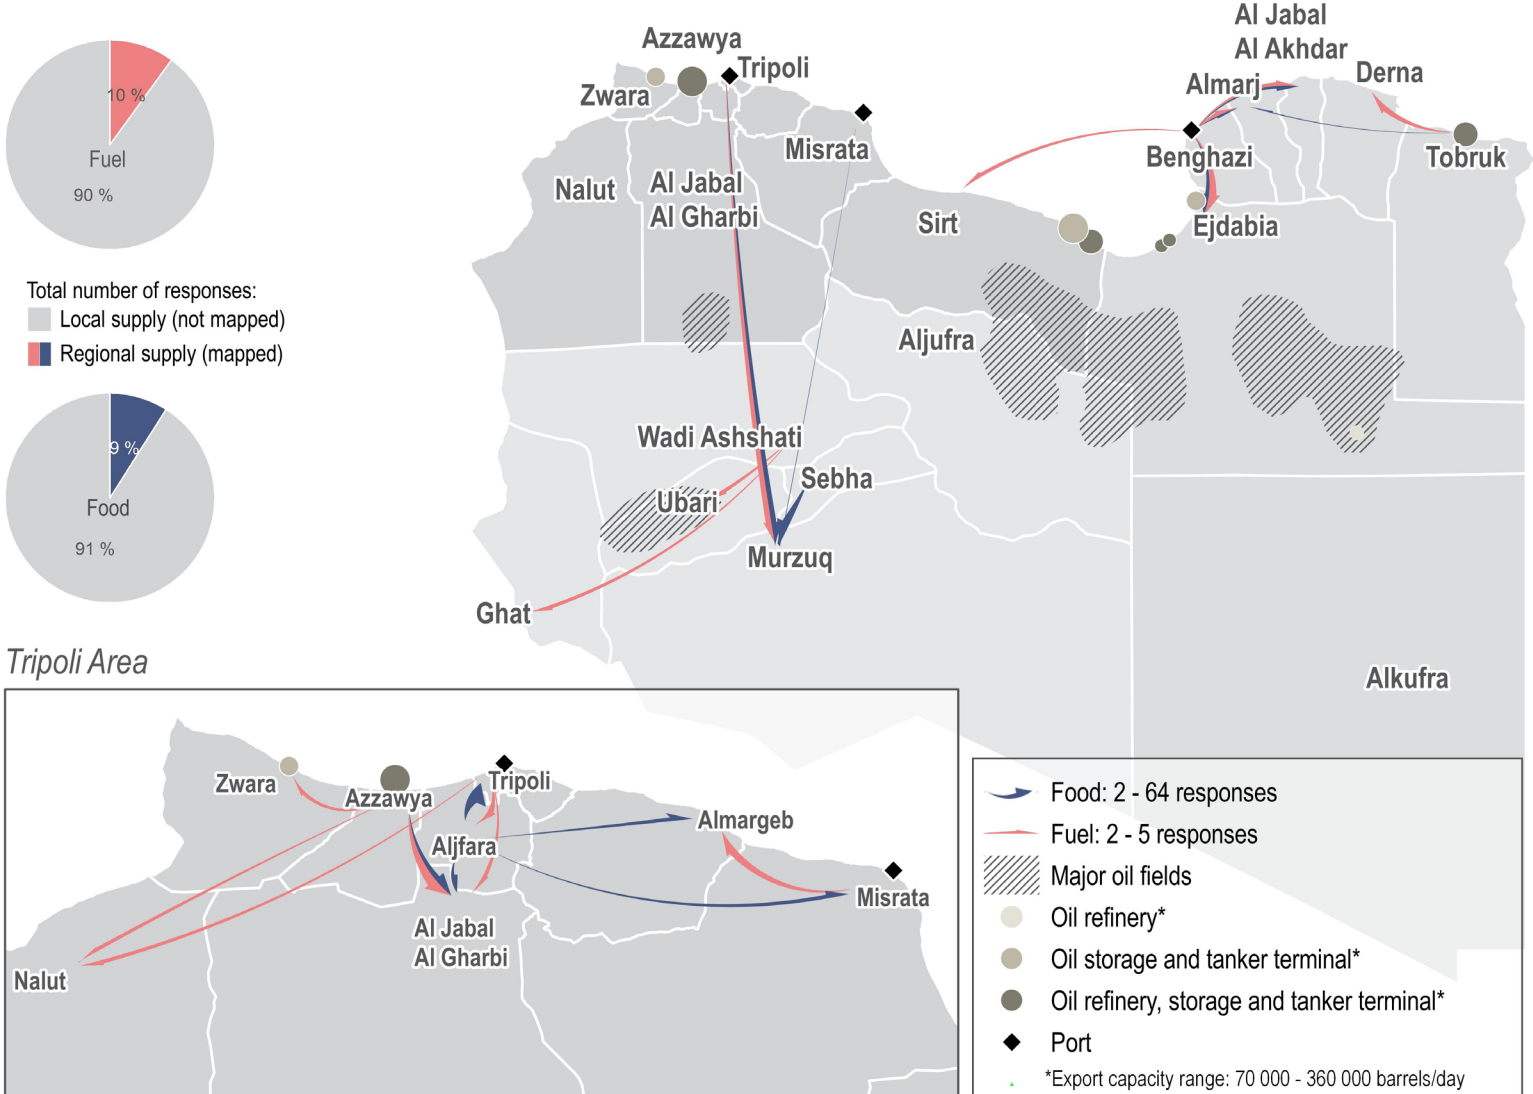 Al Jabal
Al Akhdar
Azzawya
Tripoli
Zwara
Almarj
Derna
10 %
Fuel
90 %
Misrata
Benghazi
Tobruk
Nalut
Al Jabal
Al Gharbi
Sirt
Ejdabia
Total number of responses:
Local supply (not mapped)
Regional supply (mapped)
Aljufra
9 %
Food
91 %
Wadi Ashshati
Sebha
Ubari
Murzuq
Ghat
Alkufra
Tripoli Area
Zwara
Azzawya
Tripoli
Aljfara
Almargeb
Misrata
Al Jabal
Al Gharbi
Nalut
Food: 2 - 64 responses
Fuel: 2 - 5 responses
Major oil fields
Oil refinery*
Oil storage and tanker terminal*
Oil refinery, storage and tanker terminal*
Port
*Export capacity range: 70 000 - 360 000 barrels/day